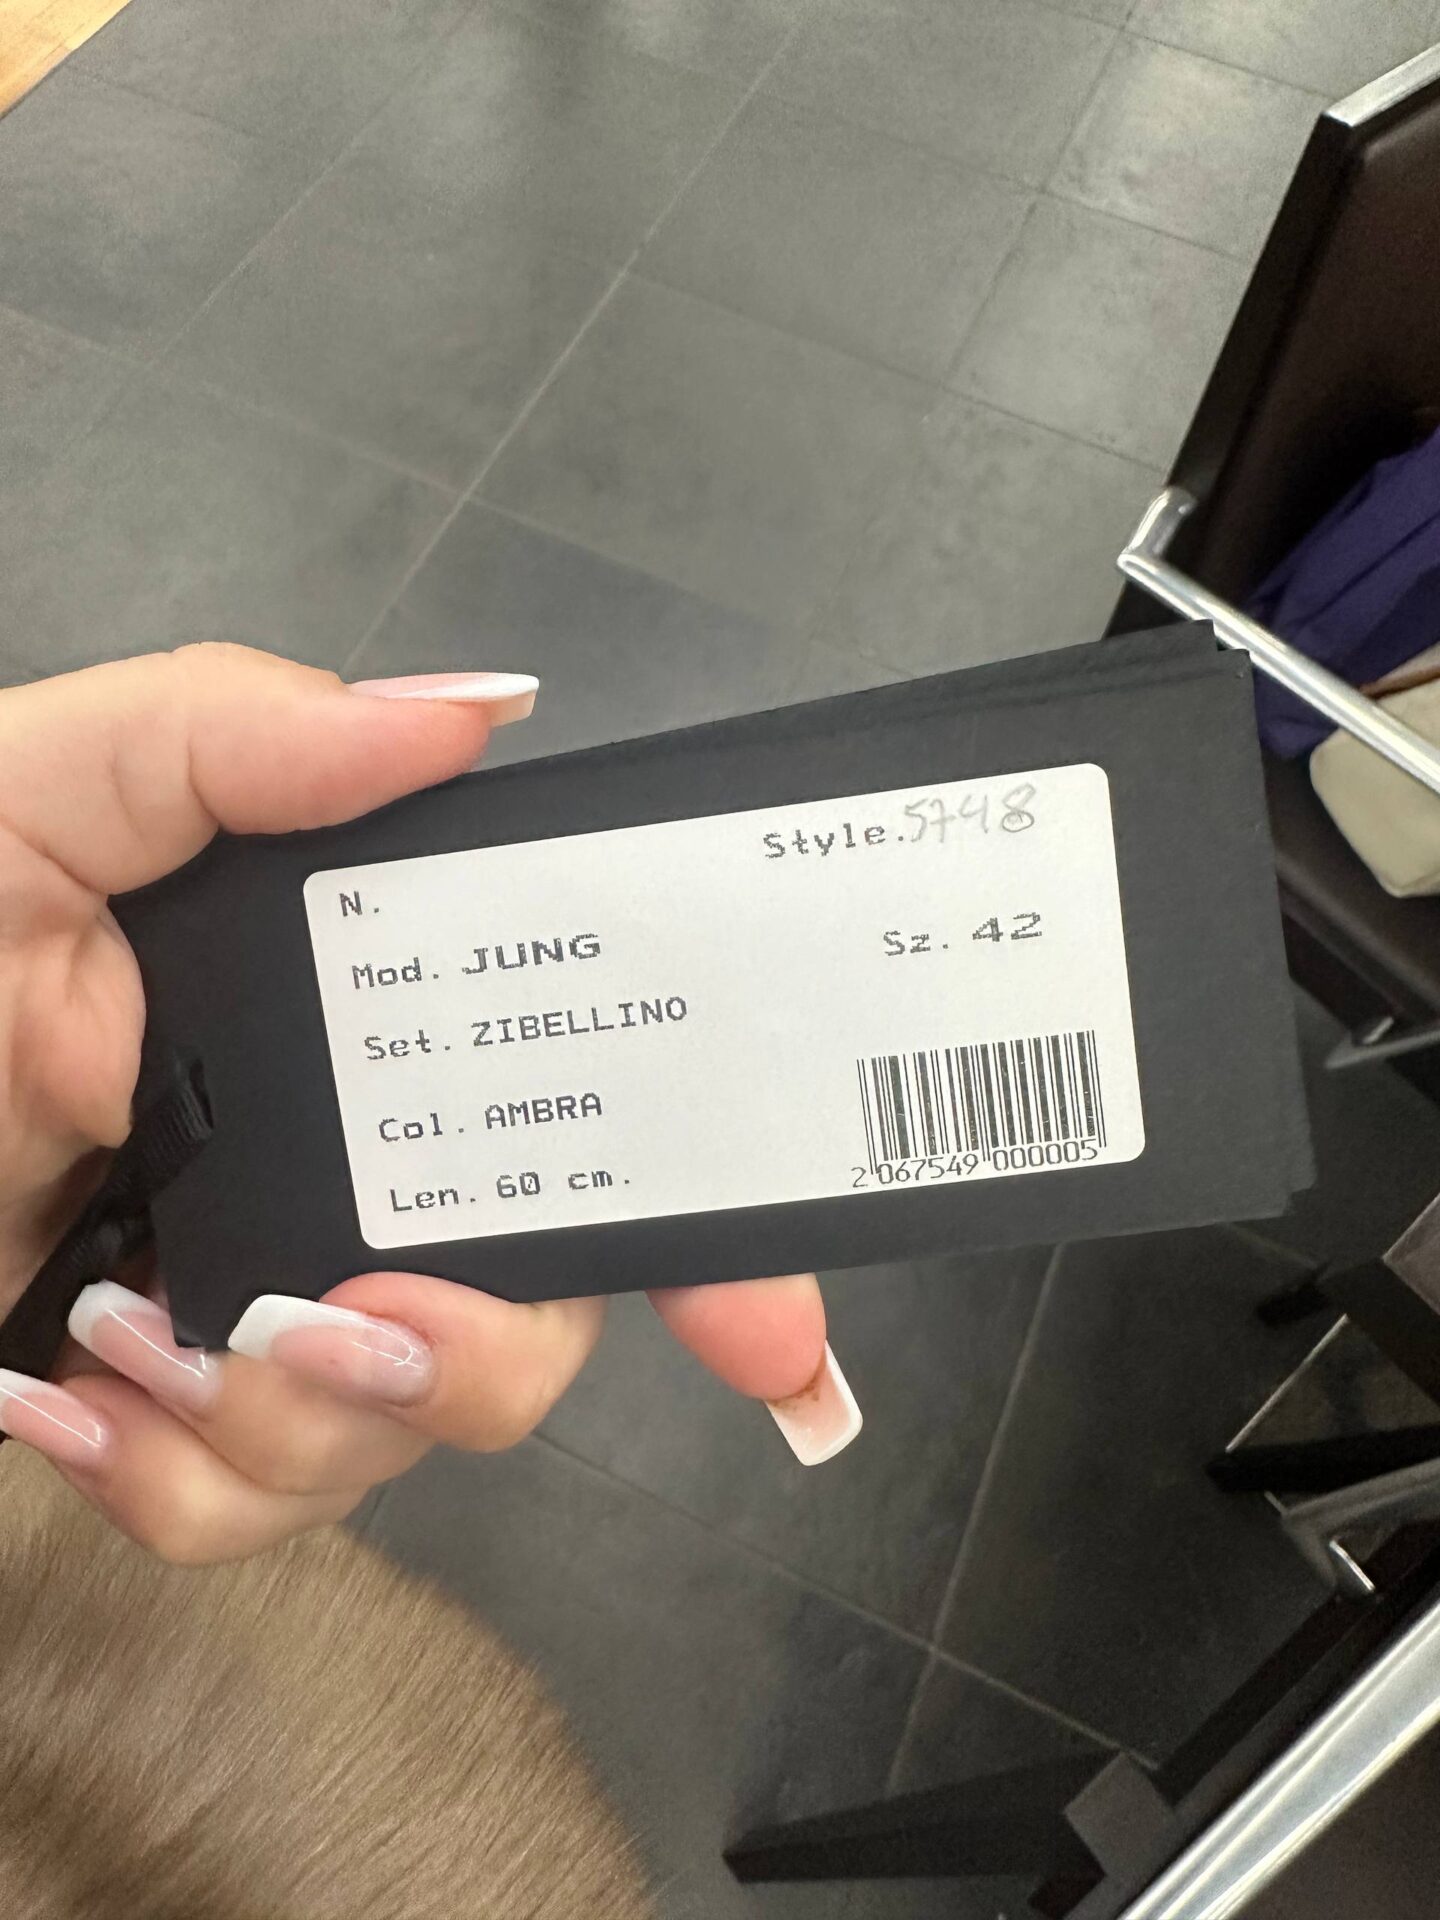 Style. 5748
N.
Mod. JUNG
Sz. 42
Set. ZIBELLINO
Col. AMBRA
Len. 60 cm.
2 067549 000005